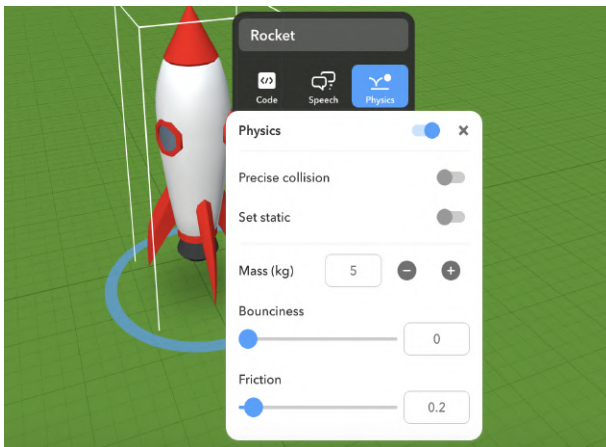 Rocket
Code Speech Physics
Physics
Precise collision
Set static
Mass (kg) 5
Bounciness
0
Friction
0.2